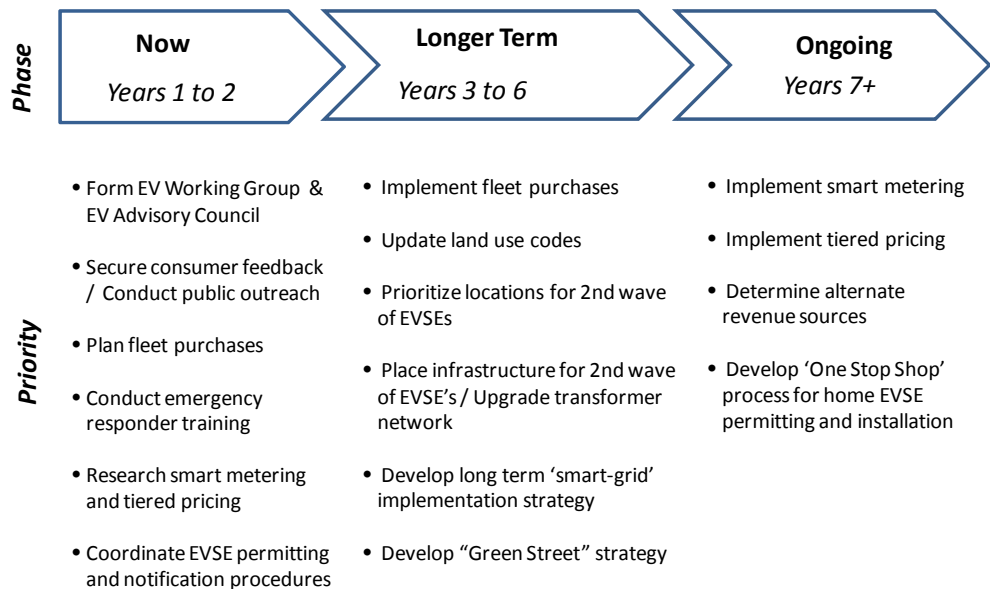 Phase
Now
Years 1 to 2
Longer Term
Years 3 to 6
Ongoing
Years 7+
Priority
• Form EV Working Group &
EV Advisory Council
• Secure consumer feedback
/ Conduct public outreach
• Plan fleet purchases
• Conduct emergency
responder training
• Research smart metering
and tiered pricing
• Coordinate EVSE permitting
and notification procedures
• Implement fleet purchases
• Update land use codes
• Prioritize locations for 2nd wave
of EVSEs
• Place infrastructure for 2nd wave
of EVSE’s / Upgrade transformer
network
• Develop long term ‘smart-grid’
implementation strategy
• Develop “Green Street” strategy
• Implement smart metering
• Implement tiered pricing
• Determine alternate
revenue sources
• Develop ‘One Stop Shop’
process for home EVSE
permitting and installation